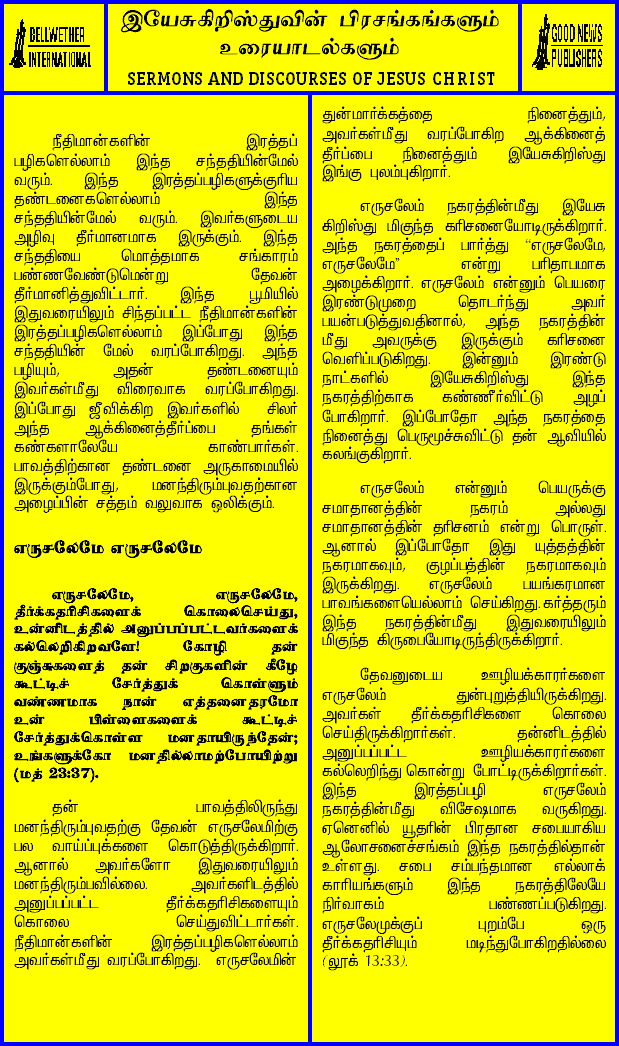 BELLWETHER
INTERNATIONAL
இயேசுகிறிஸ்துவின் பிரசங்கங்களும்
உரையாடல்களும்
SERMONS AND DISCOURSES OF JESUS CHRIST
GOOD NEWS
PUBLISHERS
நீதிமான்களின் இரத்தப்
பழிகளெல்லாம் இந்த சந்ததியின்மேல்
வரும். இந்த இரத்தப்பழிகளுக்குரிய
தண்டனைகளெல்லாம் இந்த
சந்ததியின்மேல் வரும். இவர்களுடைய
அழிவு தீர்மானமாக இருக்கும். இந்த
சந்ததியை மொத்தமாக சங்காரம்
பண்ணவேண்டுமென்று தேவன்
தீர்மானித்துவிட்டார். இந்த பூமியில்
இதுவரையிலும் சிந்தப்பட்ட நீதிமான்களின்
இரத்தப்பழிகளெல்லாம் இப்போது இந்த
சந்ததியின் மேல் வரப்போகிறது. அந்த
பழியும், அதன் தண்டனையும்
இவர்கள்மீது விரைவாக வரப்போகிறது.
இப்போது ஜீவிக்கிற இவர்களில் சிலர்
அந்த ஆக்கினைத்தீர்ப்பை தங்கள்
கண்களாலேயே காண்பார்கள்.
பாவத்திற்கான தண்டனை அருகாமையில்
இருக்கும்போது, மனந்திரும்புவதற்கான
அழைப்பின் சத்தம் வலுவாக ஒலிக்கும்.
எருசலேமே எருசலேமே
எருசலேமே, எருசலேமே,
தீர்க்கதரிசிகளைக் கொலைசெய்து,
உன்னிடத்தில் அனுப்பப்பட்டவர்களைக்
கல்லெறிகிறவளே! கோழி தன்
குஞ்சுகளைத் தன் சிறகுகளின் கீழே
கூட்டிச் சேர்த்துக் கொள்ளும்
வண்ணமாக நான் எத்தனைதரமோ
உன் பிள்ளைகளைக் கூட்டிச்
சேர்த்துக்கொள்ள மனதாயிருந்தேன்;
உங்களுக்கோ மனதில்லாமற்போயிற்று
(மத் 23:37).
தன் பாவத்திலிருந்து
மனந்திரும்புவதற்கு தேவன் எருசலேமிற்கு
பல வாய்ப்புக்களை கொடுத்திருக்கிறார்.
ஆனால் அவர்களோ இதுவரையிலும்
மனந்திரும்பவில்லை. அவர்களிடத்தில்
அனுப்பப்பட்ட தீர்க்கதரிசிகளையும்
கொலை செய்துவிட்டார்கள்.
நீதிமான்களின் இரத்தப்பழிகளெல்லாம்
அவர்கள்மீது வரப்போகிறது. எருசலேமின்
துன்மார்க்கத்தை நினைத்தும்,
அவர்கள்மீது வரப்போகிற ஆக்கினைத்
தீர்ப்பை நினைத்தும் இயேசுகிறிஸ்து
இங்கு புலம்புகிறார்.
எருசலேம் நகரத்தின்மீது இயேசு
கிறிஸ்து மிகுந்த கரிசனையோடிருக்கிறார்.
அந்த நகரத்தைப் பார்த்து "எருசலேமே,
எருசலேமே" என்று பரிதாபமாக
அழைக்கிறார். எருசலேம் என்னும் பெயரை
இரண்டுமுறை தொடர்ந்து அவர்
பயன்படுத்துவதினால், அந்த நகரத்தின்
மீது அவருக்கு இருக்கும் கரிசனை
வெளிப்படுகிறது. இன்னும் இரண்டு
நாட்களில் இயேசுகிறிஸ்து இந்த
நகரத்திற்காக கண்ணீர்விட்டு அழப்
போகிறார். இப்போதோ அந்த நகரத்தை
நினைத்து பெருமூச்சுவிட்டு தன் ஆவியில்
கலங்குகிறார்.
எருசலேம் என்னும் பெயருக்கு
சமாதானத்தின் நகரம் அல்லது
சமாதானத்தின் தரிசனம் என்று பொருள்.
ஆனால் இப்போதோ இது யுத்தத்தின்
நகரமாகவும், குழப்பத்தின் நகரமாகவும்
இருக்கிறது. எருசலேம் பயங்கரமான
பாவங்களையெல்லாம் செய்கிறது. கர்த்தரும்
இந்த நகரத்தின்மீது இதுவரையிலும்
மிகுந்த கிருபையோடிருந்திருக்கிறார்.
தேவனுடைய ஊழியக்காரர்களை
எருசலேம் துன்புறுத்தியிருக்கிறது.
அவர்கள் தீர்க்கதரிசிகளை கொலை
செய்திருக்கிறார்கள். தன்னிடத்தில்
அனுப்பப்பட்ட ஊழியக்காரர்களை
கல்லெறிந்து கொன்று போட்டிருக்கிறார்கள்.
இந்த இரத்தப்பழி எருசலேம்
நகரத்தின்மீது விசேஷமாக வருகிறது.
ஏனெனில் யூதரின் பிரதான சபையாகிய
ஆலோசனைச்சங்கம் இந்த நகரத்தில்தான்
உள்ளது. சபை சம்பந்தமான எல்லாக்
காரியங்களும் இந்த நகரத்திலேயே
நிர்வாகம் பண்ணப்படுகிறது.
எருசலேமுக்குப் புறம்பே ஒரு
தீர்க்கதரிசியும் மடிந்துபோகிறதில்லை
(லூக் 13:33).